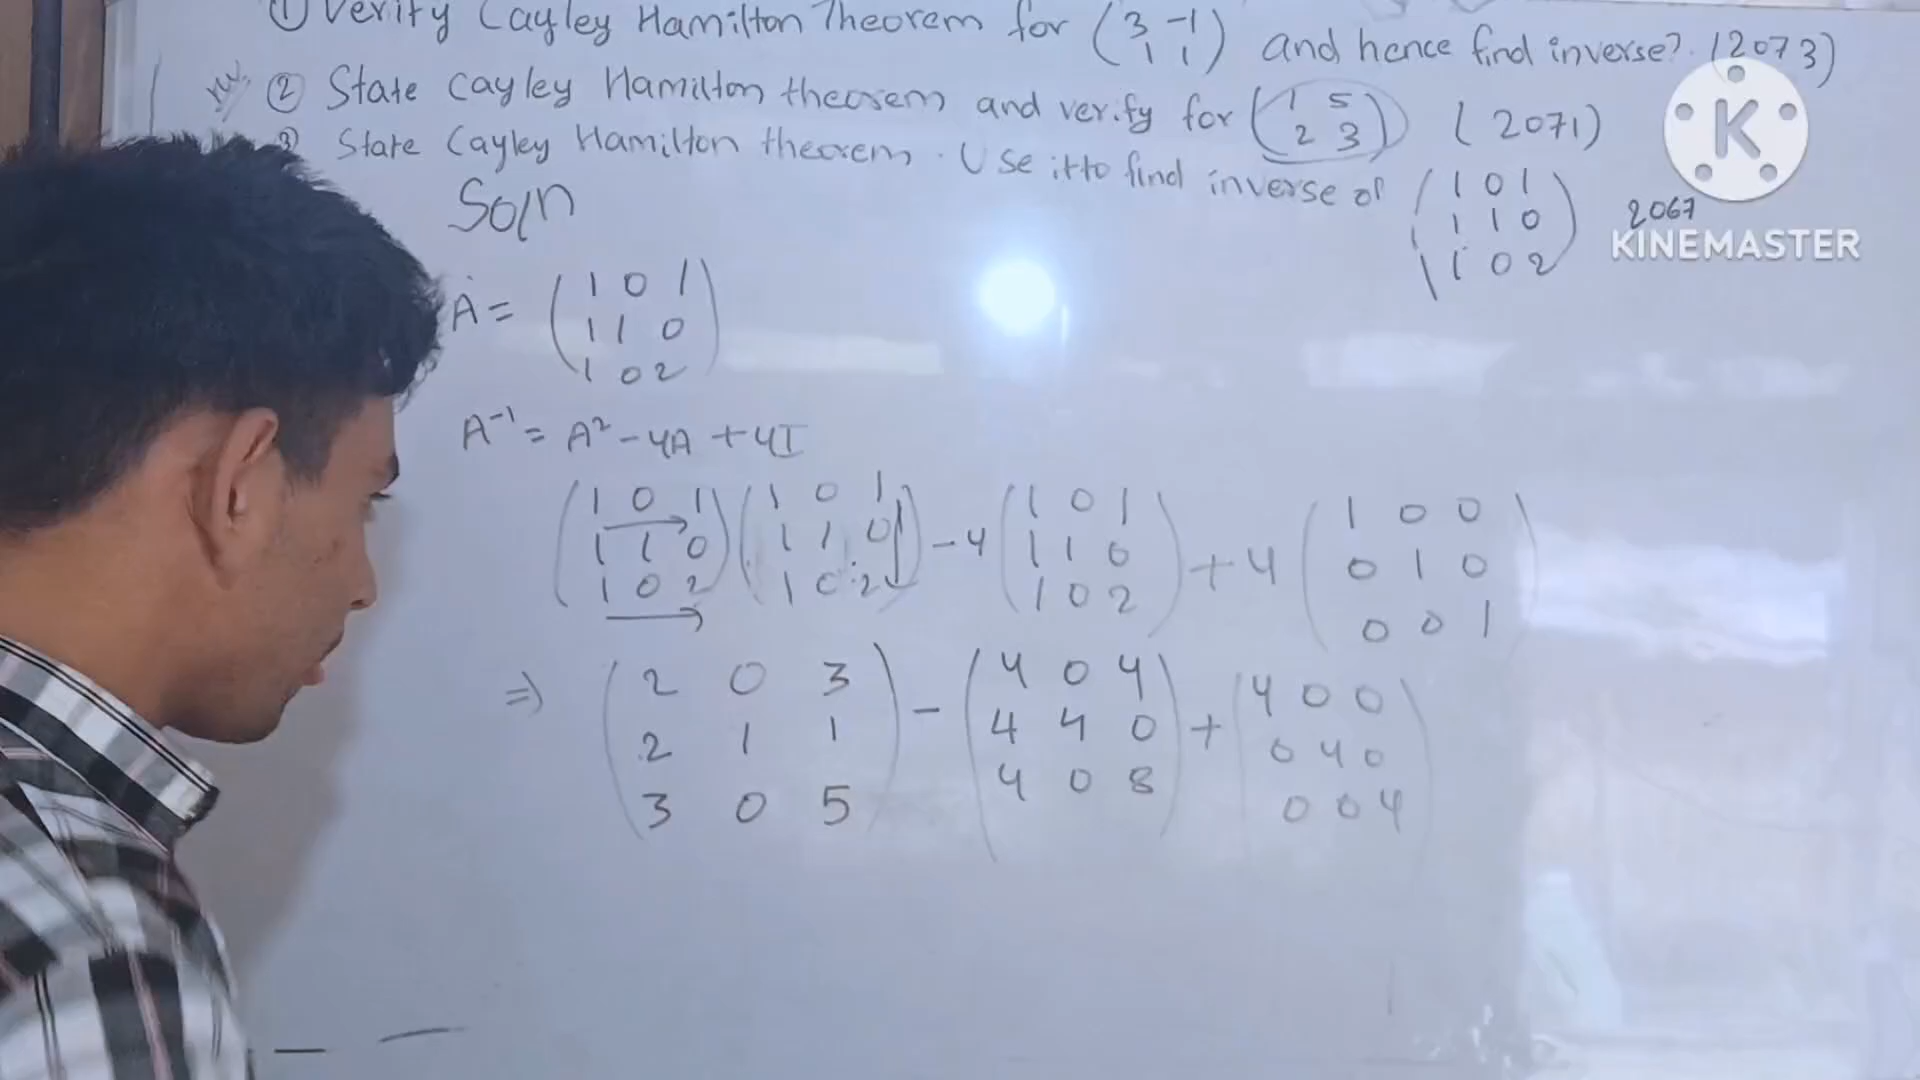 ① Verify Cayley Hamilton Theorem for (3 -1 and hence find inverse? (2073)
1 1)
② State Cayley Hamilton theorem and verify for (1 5 (2071)
2 3)
③ State Cayley Hamilton theorem. Use it to find inverse of (1 0 1
1 1 0
1 0 2) 2067
K
KINEMASTER
Soln
A = (1 0 1
1 1 0
1 0 2)
A⁻¹ = A² - 4A + 4I
(1 0 1 (1 0 1 (1 0 1 (1 0 0
1 1 0) 1 1 0) - 4 1 1 0) + 4 0 1 0)
1 0 2 1 0 2 1 0 2 0 0 1
⇒ (2 0 3 (4 0 4 (4 0 0
2 1 1) - 4 4 0) + 0 4 0)
3 0 5 4 0 8 0 0 4